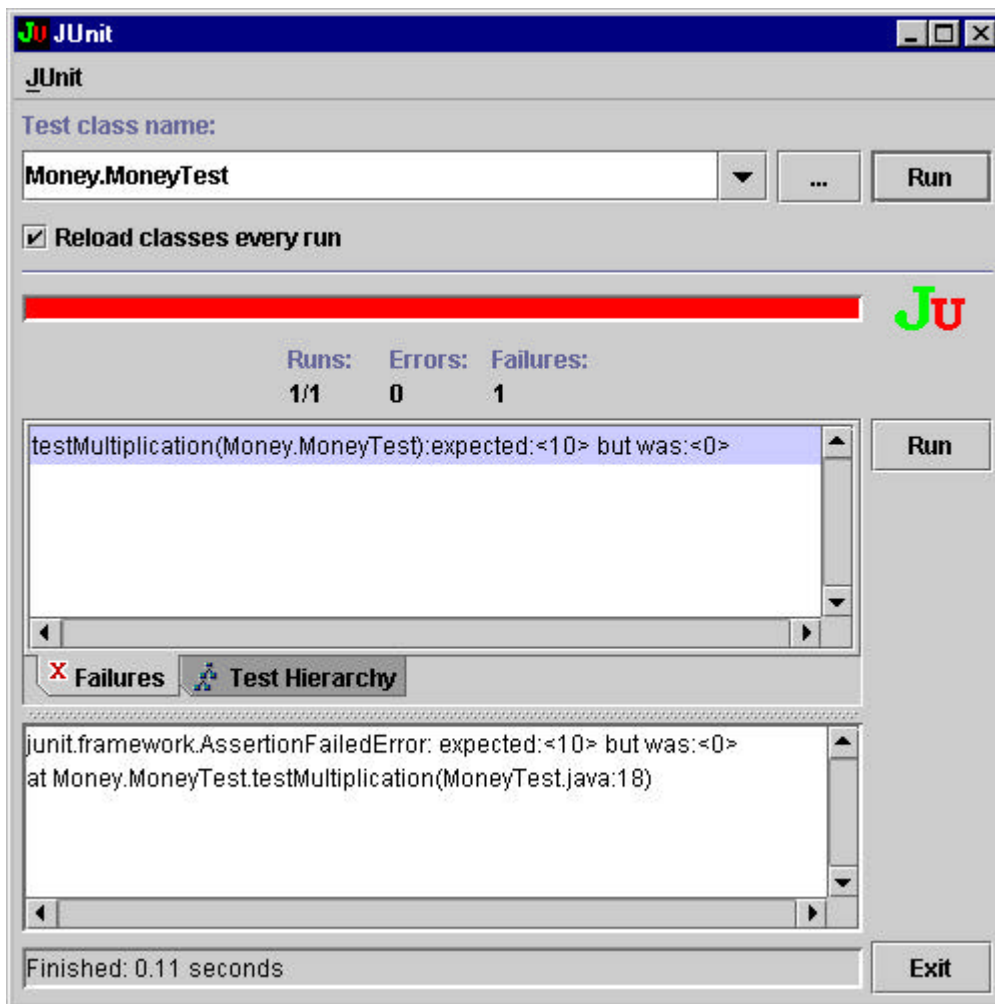 JU JUnit
JUnit
Test class name:
Money.MoneyTest ... Run
Reload classes every run
JU
Runs: Errors: Failures:
1/1 0 1
testMultiplication(Money.MoneyTest):expected:<10> but was:<0>
Run
X Failures Test Hierarchy
junit.framework.AssertionFailedError: expected:<10> but was:<0>
at Money.MoneyTest.testMultiplication(MoneyTest.java:18)
Finished: 0.11 seconds Exit